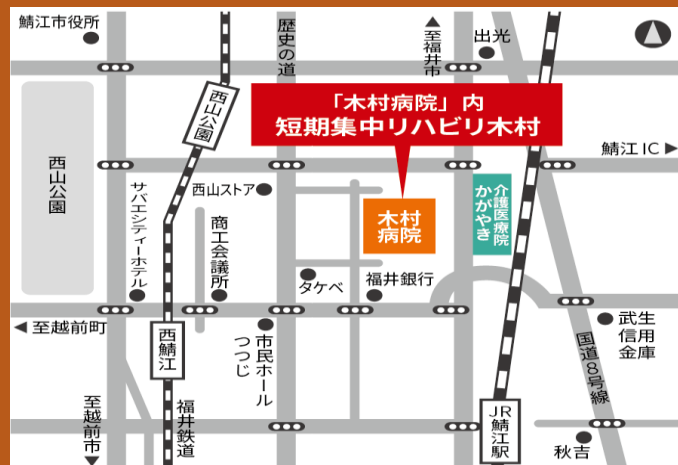 鯖江市役所
歴史の道
至福井市
出光
西山公園
「木村病院」内
短期集中リハビリ木村
鯖江IC
西山公園
サバエシティーホテル
西山ストア
商工会議所
木村
病院
介護医療院
かがやき
タケベ
福井銀行
至越前町
西鯖江
市民ホール
つつじ
武生
信用
金庫
国道8号線
至越前市
福井鉄道
JR
鯖江駅
秋吉